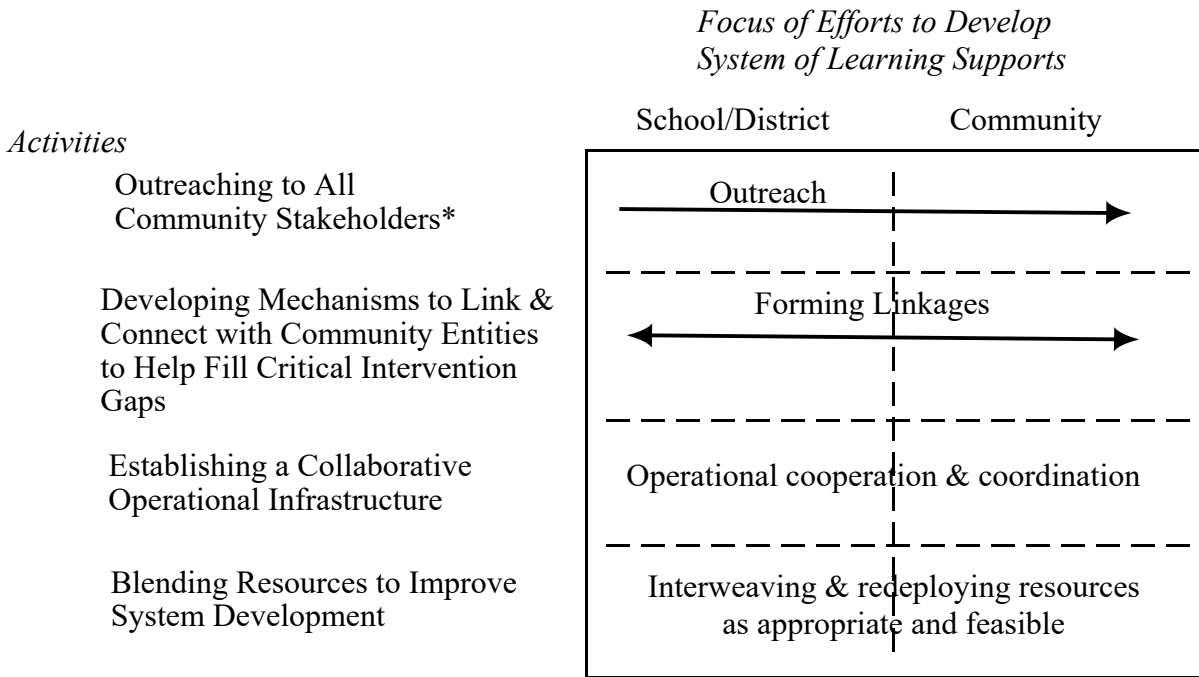 Focus of Efforts to Develop
System of Learning Supports
School/District Community
Activities
Outreaching to All
Community Stakeholders*
Outreach
Developing Mechanisms to Link &
Connect with Community Entities
to Help Fill Critical Intervention
Gaps
Forming Linkages
Establishing a Collaborative
Operational Infrastructure
Operational cooperation & coordination
Blending Resources to Improve
System Development
Interweaving & redeploying resources
as appropriate and feasible